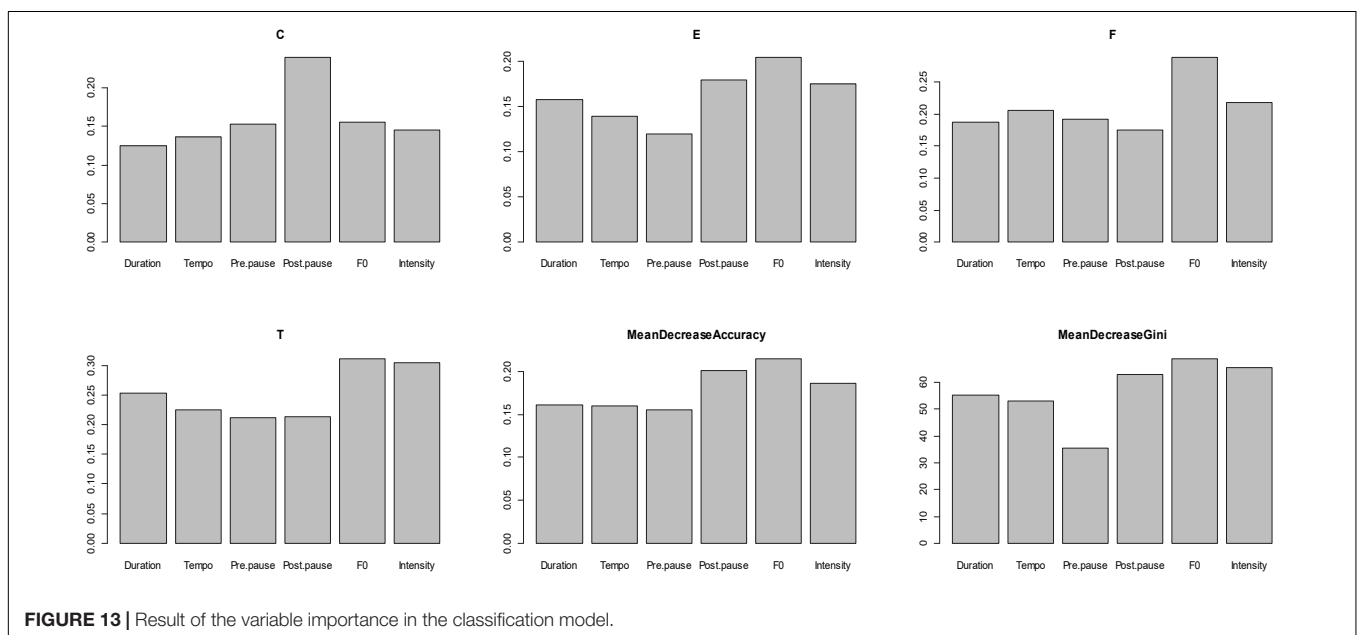 C
0.20
0.15
0.10
0.05
0.00
Duration Tempo Pre.pause Post.pause F0 Intensity
E
0.20
0.15
0.10
0.05
0.00
Duration Tempo Pre.pause Post.pause F0 Intensity
F
0.25
0.20
0.15
0.10
0.05
0.00
Duration Tempo Pre.pause Post.pause F0 Intensity
T
0.30
0.25
0.20
0.15
0.10
0.05
0.00
Duration Tempo Pre.pause Post.pause F0 Intensity
MeanDecreaseAccuracy
0.20
0.15
0.10
0.05
0.00
Duration Tempo Pre.pause Post.pause F0 Intensity
MeanDecreaseGini
60
50
40
30
20
10
0
Duration Tempo Pre.pause Post.pause F0 Intensity
FIGURE 13 | Result of the variable importance in the classification model.